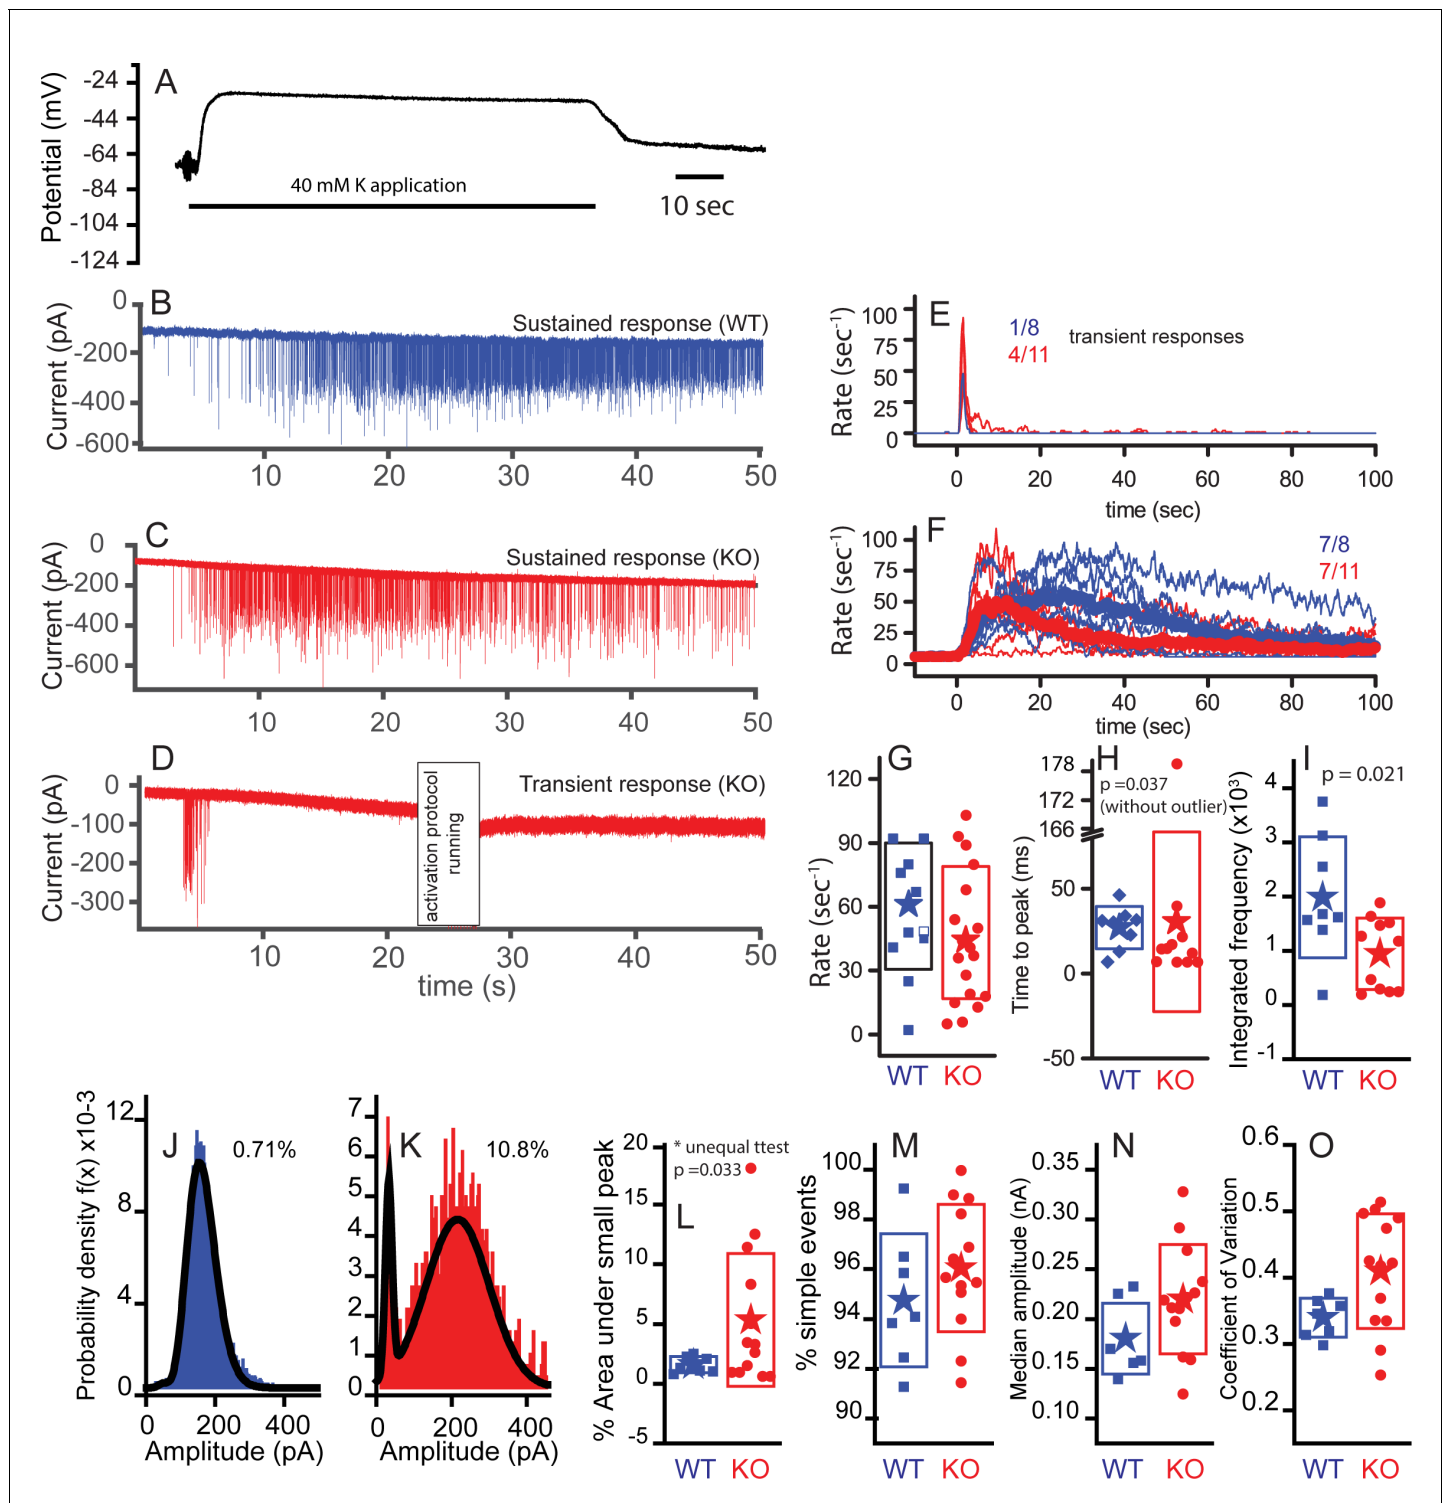 A
Potential (mV)
-24
-44
-64
-84
-104
-124
40 mM K application
10 sec
B
Current (pA)
0
-200
-400
-600
Sustained response (WT)
10 20 30 40 50
C
Current (pA)
0
-200
-400
-600
Sustained response (KO)
10 20 30 40 50
D
Current (pA)
0
-100
-200
-300
Transient response (KO)
activation protocol
running
10 20 30 40 50
time (s)
E
Rate (sec-1)
100
75
50
25
0
1/8
4/11
transient responses
0 20 40 60 80 100
time (sec)
F
Rate (sec-1)
100
75
50
25
0
7/8
7/11
0 20 40 60 80 100
time (sec)
G
Rate (sec-1)
120
90
60
30
0
WT KO
H
Time to peak (ms)
178
172
166
50
0
-50
p =0.037
(without outlier)
WT KO
I
Integrated frequency (x10³)
4
3
2
1
0
-1
p = 0.021
WT KO
J
Probability density f(x) x10-3
12
8
4
0
0.71%
0 200 400
Amplitude (pA)
K
7
6
5
4
3
2
1
0
10.8%
0 200 400
Amplitude (pA)
L
% Area under small peak
20
15
10
5
0
-5
* unequal ttest
p =0.033
WT KO
M
% simple events
100
98
96
94
92
90
WT KO
N
Median amplitude (nA)
0.35
0.30
0.25
0.20
0.15
0.10
WT KO
O
Coefficient of Variation
0.6
0.5
0.4
0.3
0.2
WT KO